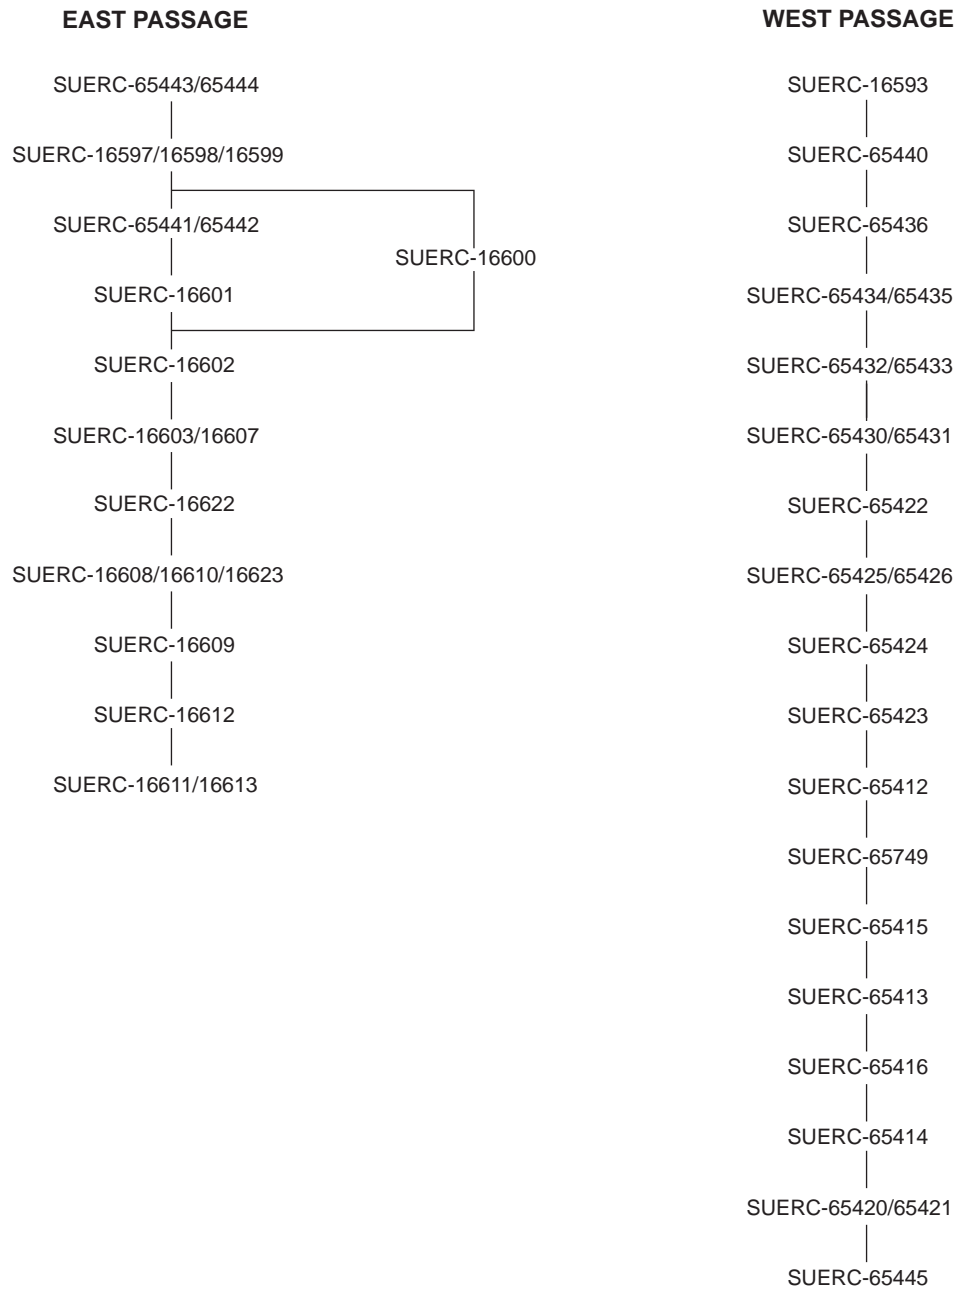 EAST PASSAGE
SUERC-65443/65444
SUERC-16597/16598/16599
SUERC-65441/65442
SUERC-16600
SUERC-16601
SUERC-16602
SUERC-16603/16607
SUERC-16622
SUERC-16608/16610/16623
SUERC-16609
SUERC-16612
SUERC-16611/16613
WEST PASSAGE
SUERC-16593
SUERC-65440
SUERC-65436
SUERC-65434/65435
SUERC-65432/65433
SUERC-65430/65431
SUERC-65422
SUERC-65425/65426
SUERC-65424
SUERC-65423
SUERC-65412
SUERC-65749
SUERC-65415
SUERC-65413
SUERC-65416
SUERC-65414
SUERC-65420/65421
SUERC-65445